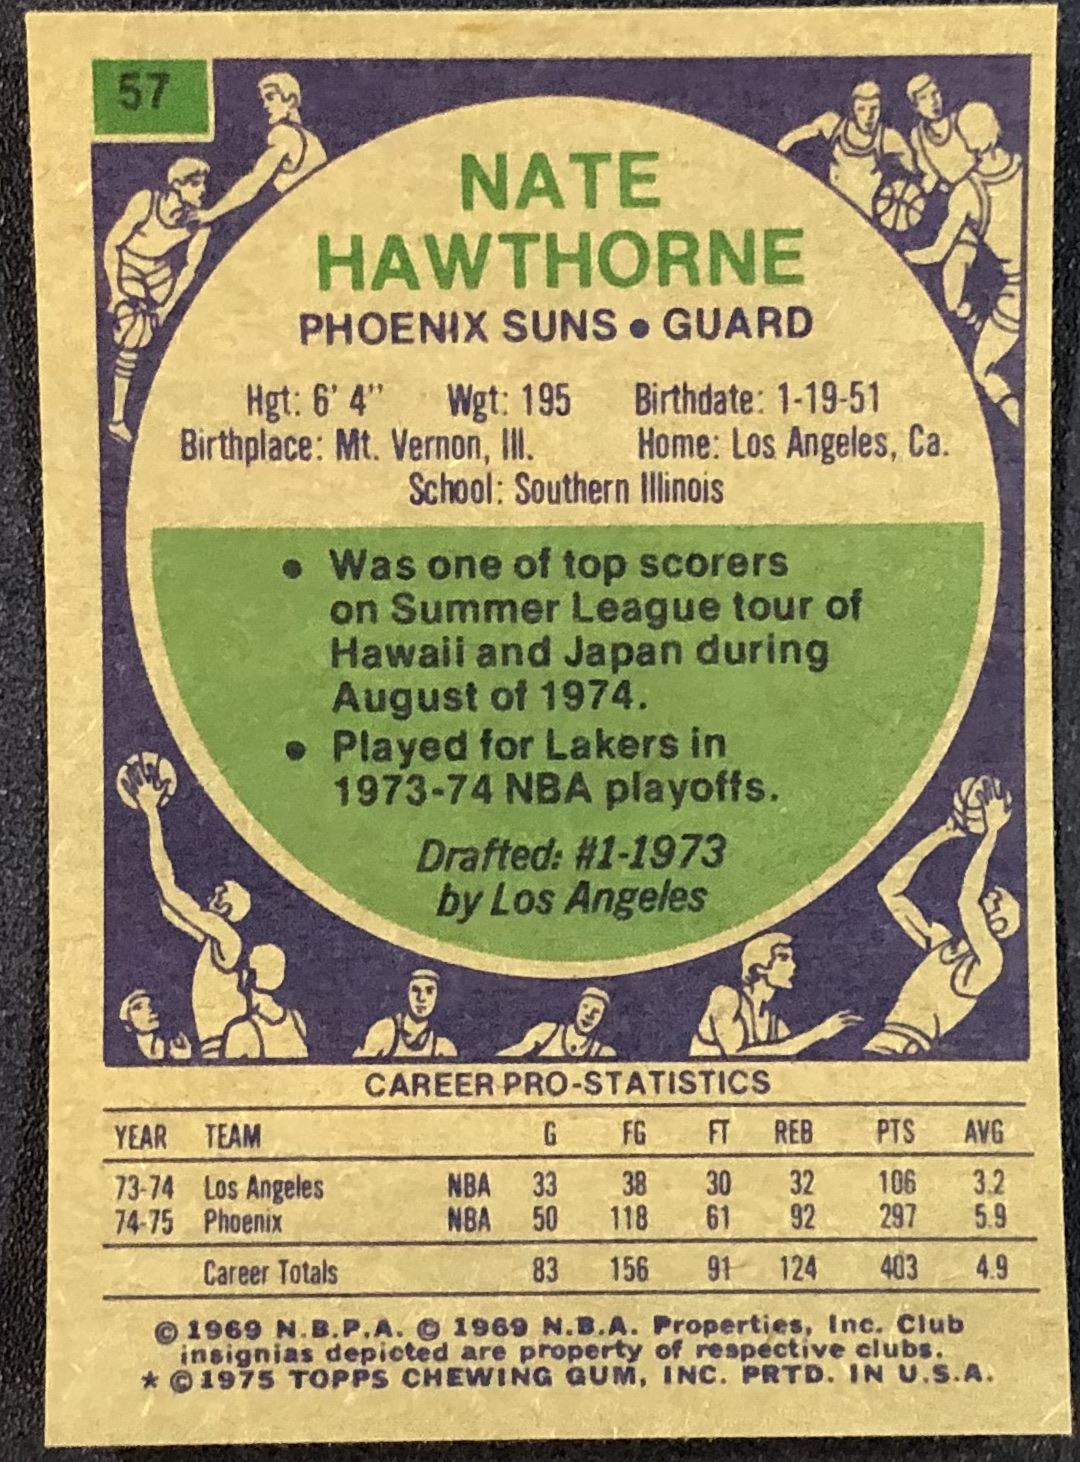 57
NATE
HAWTHORNE
PHOENIX SUNS • GUARD
Hgt: 6' 4" Wgt: 195 Birthdate: 1-19-51
Birthplace: Mt. Vernon, Ill. Home: Los Angeles, Ca.
School: Southern Illinois
• Was one of top scorers
on Summer League tour of
Hawaii and Japan during
August of 1974.
• Played for Lakers in
1973-74 NBA playoffs.
Drafted: #1-1973
by Los Angeles
CAREER PRO-STATISTICS
YEAR TEAM G FG FT REB PTS AVG
73-74 Los Angeles NBA 33 38 30 32 106 3.2
74-75 Phoenix NBA 50 118 61 92 297 5.9
Career Totals 83 156 91 124 403 4.9
© 1969 N.B.P.A. © 1969 N.B.A. Properties, Inc. Club
insignias depicted are property of respective clubs.
* © 1975 TOPPS CHEWING GUM, INC. PRTD. IN U.S.A.